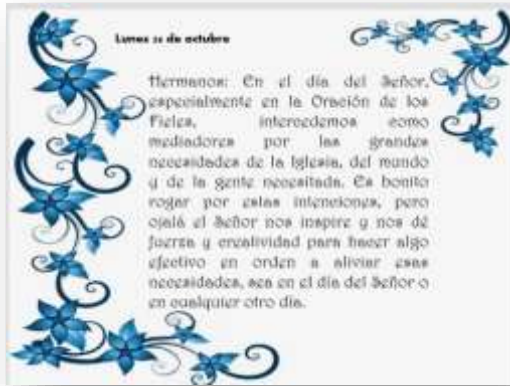 Lunes 26 de octubre
Hermanos: En el día del Señor,
especialmente en la Oración de los
Fieles, intercedemos como
mediadores por las grandes
necesidades de la Iglesia, del mundo
y de la gente necesitada. Es bonito
rogar por estas intenciones, pero
ojalá el Señor nos inspire y nos dé
fuerza y creatividad para hacer algo
efectivo en orden a aliviar esas
necesidades, sea en el día del Señor o
en cualquier otro día.